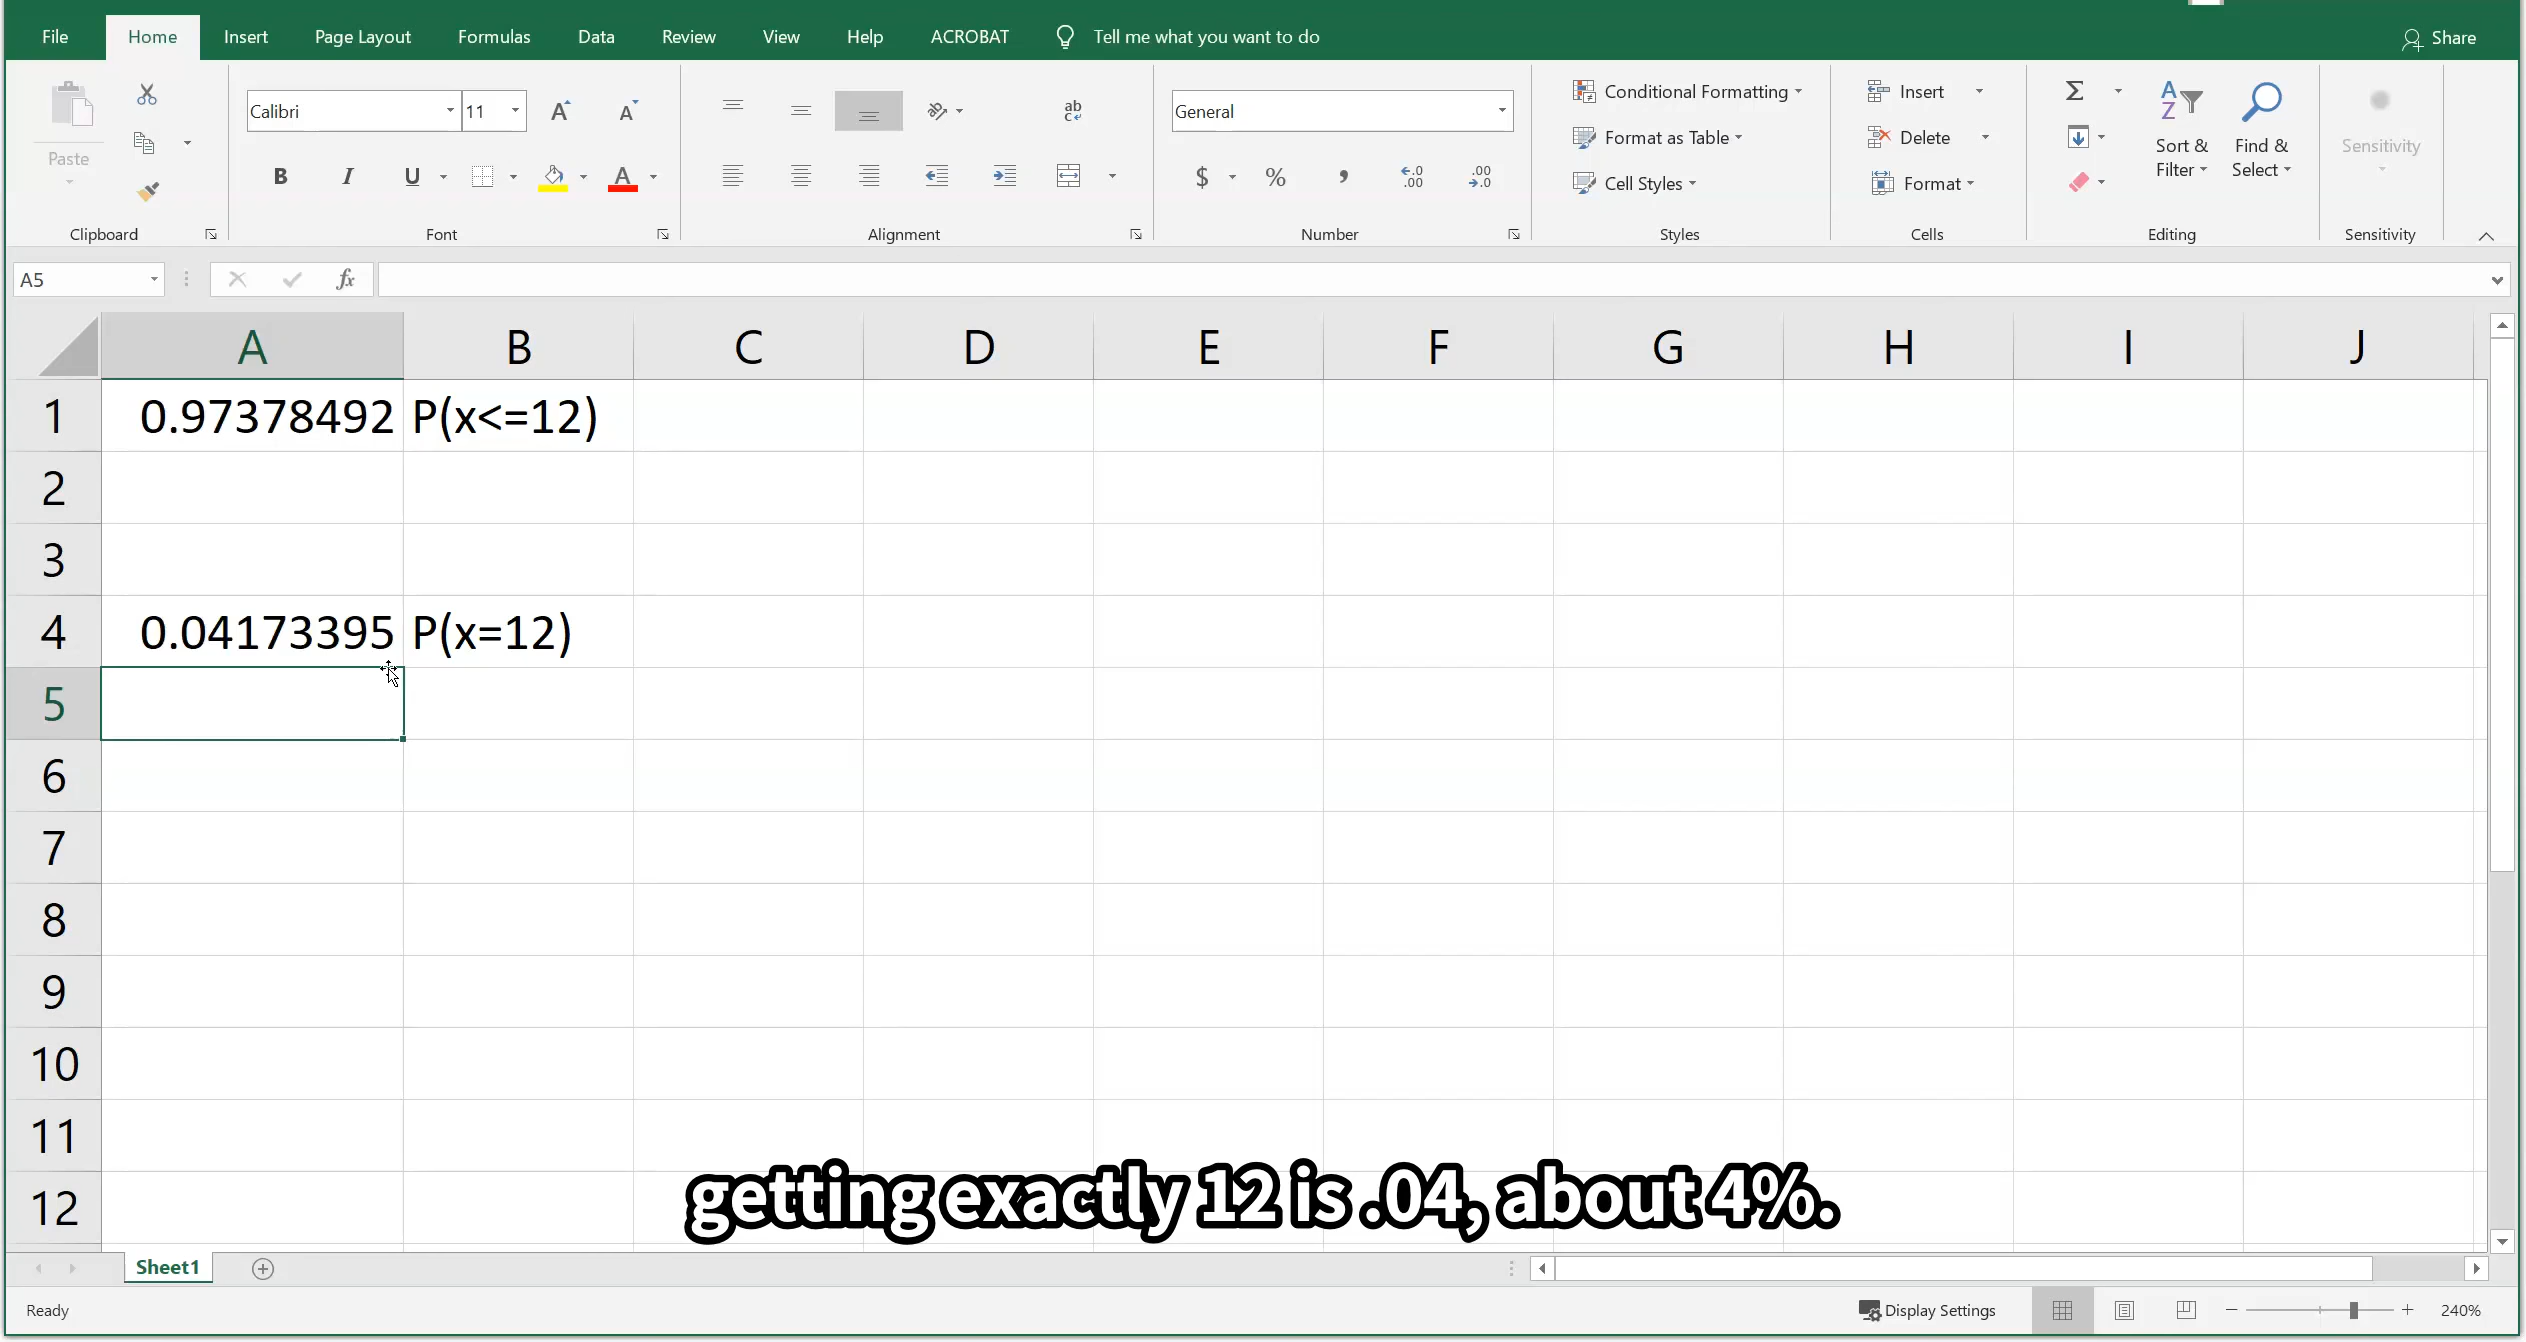 File Home Insert Page Layout Formulas Data Review View Help ACROBAT Tell me what you want to do Share
Paste
Clipboard
Calibri 11
B I U A
Font
ab
c
Alignment
General
$ % , .00 .00
Number
Conditional Formatting
Format as Table
Cell Styles
Styles
Insert
Delete
Format
Cells
Σ
Sort & Filter
Find & Select
Editing
Sensitivity
Sensitivity
A5 fx
A B C D E F G H I J
1 0.97378492 P(x<=12)
2
3
4 0.04173395 P(x=12)
5
6
7
8
9
10
11
12
getting exactly 12 is .04, about 4%.
Sheet1
Ready Display Settings 240%